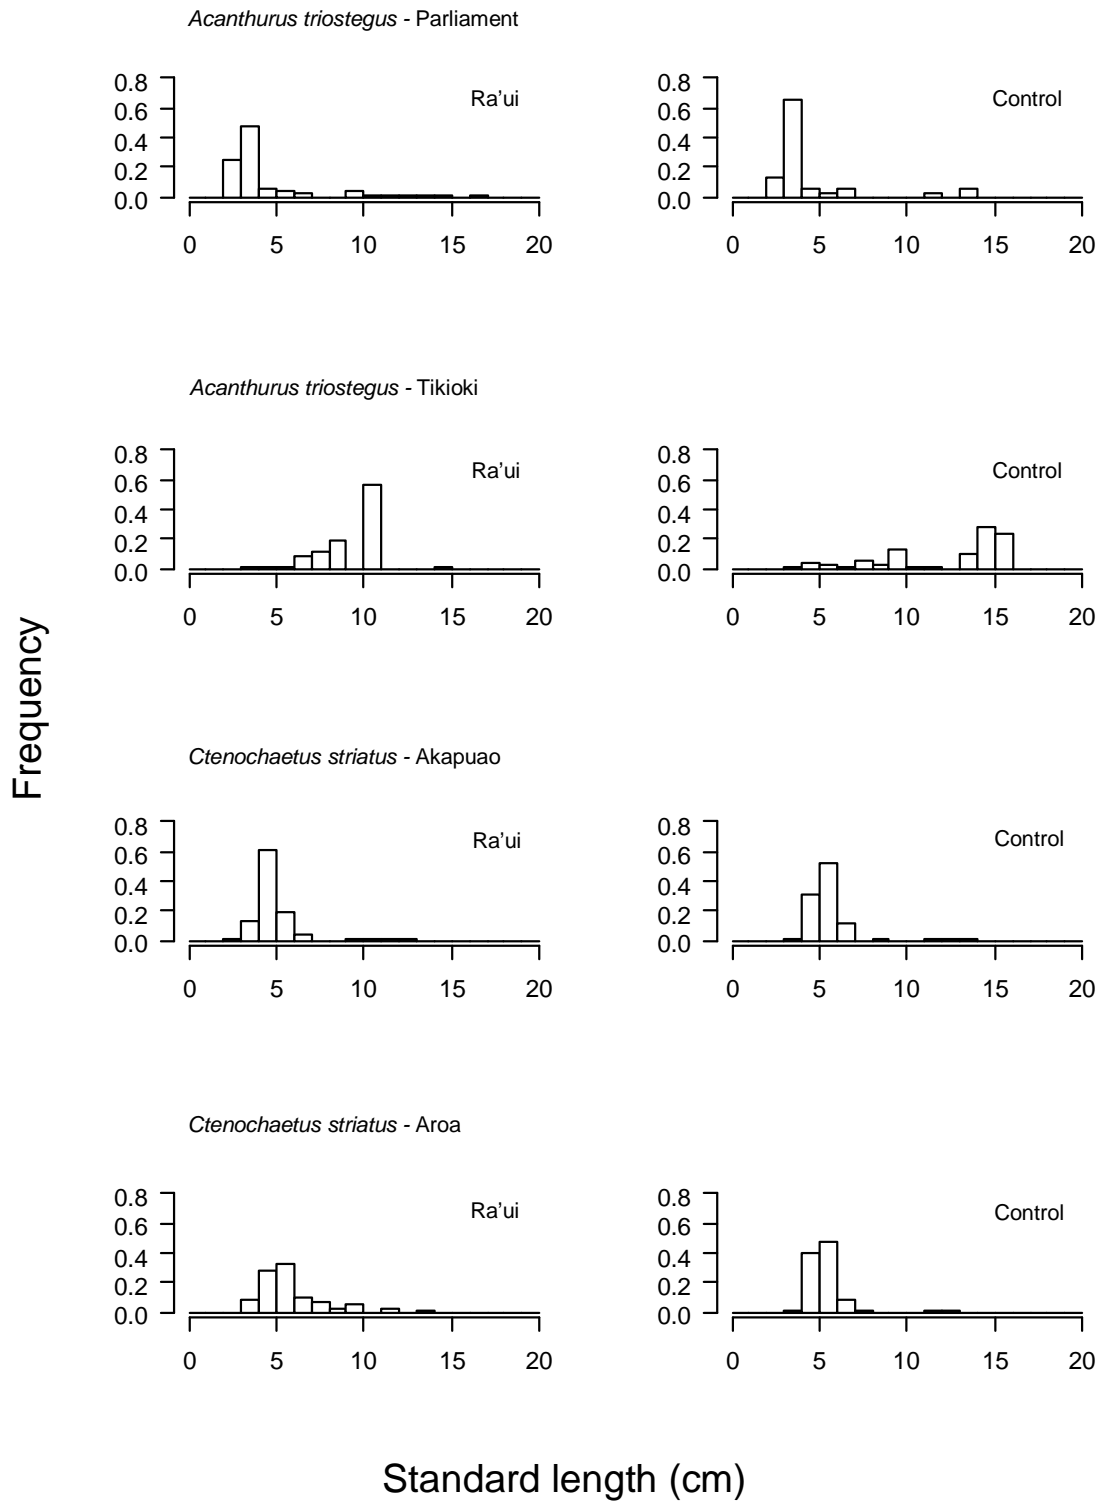 Acanthurus triostegus - Parliament
Ra'ui
Control
0.8 0.6 0.4 0.2 0.0
0 5 10 15 20
0.8 0.6 0.4 0.2 0.0
0 5 10 15 20
Acanthurus triostegus - Tikioki
Ra'ui
Control
0.8 0.6 0.4 0.2 0.0
0 5 10 15 20
0.8 0.6 0.4 0.2 0.0
0 5 10 15 20
Frequency
Ctenochaetus striatus - Akapuao
Ra'ui
Control
0.8 0.6 0.4 0.2 0.0
0 5 10 15 20
0.8 0.6 0.4 0.2 0.0
0 5 10 15 20
Ctenochaetus striatus - Aroa
Ra'ui
Control
0.8 0.6 0.4 0.2 0.0
0 5 10 15 20
0.8 0.6 0.4 0.2 0.0
0 5 10 15 20
Standard length (cm)